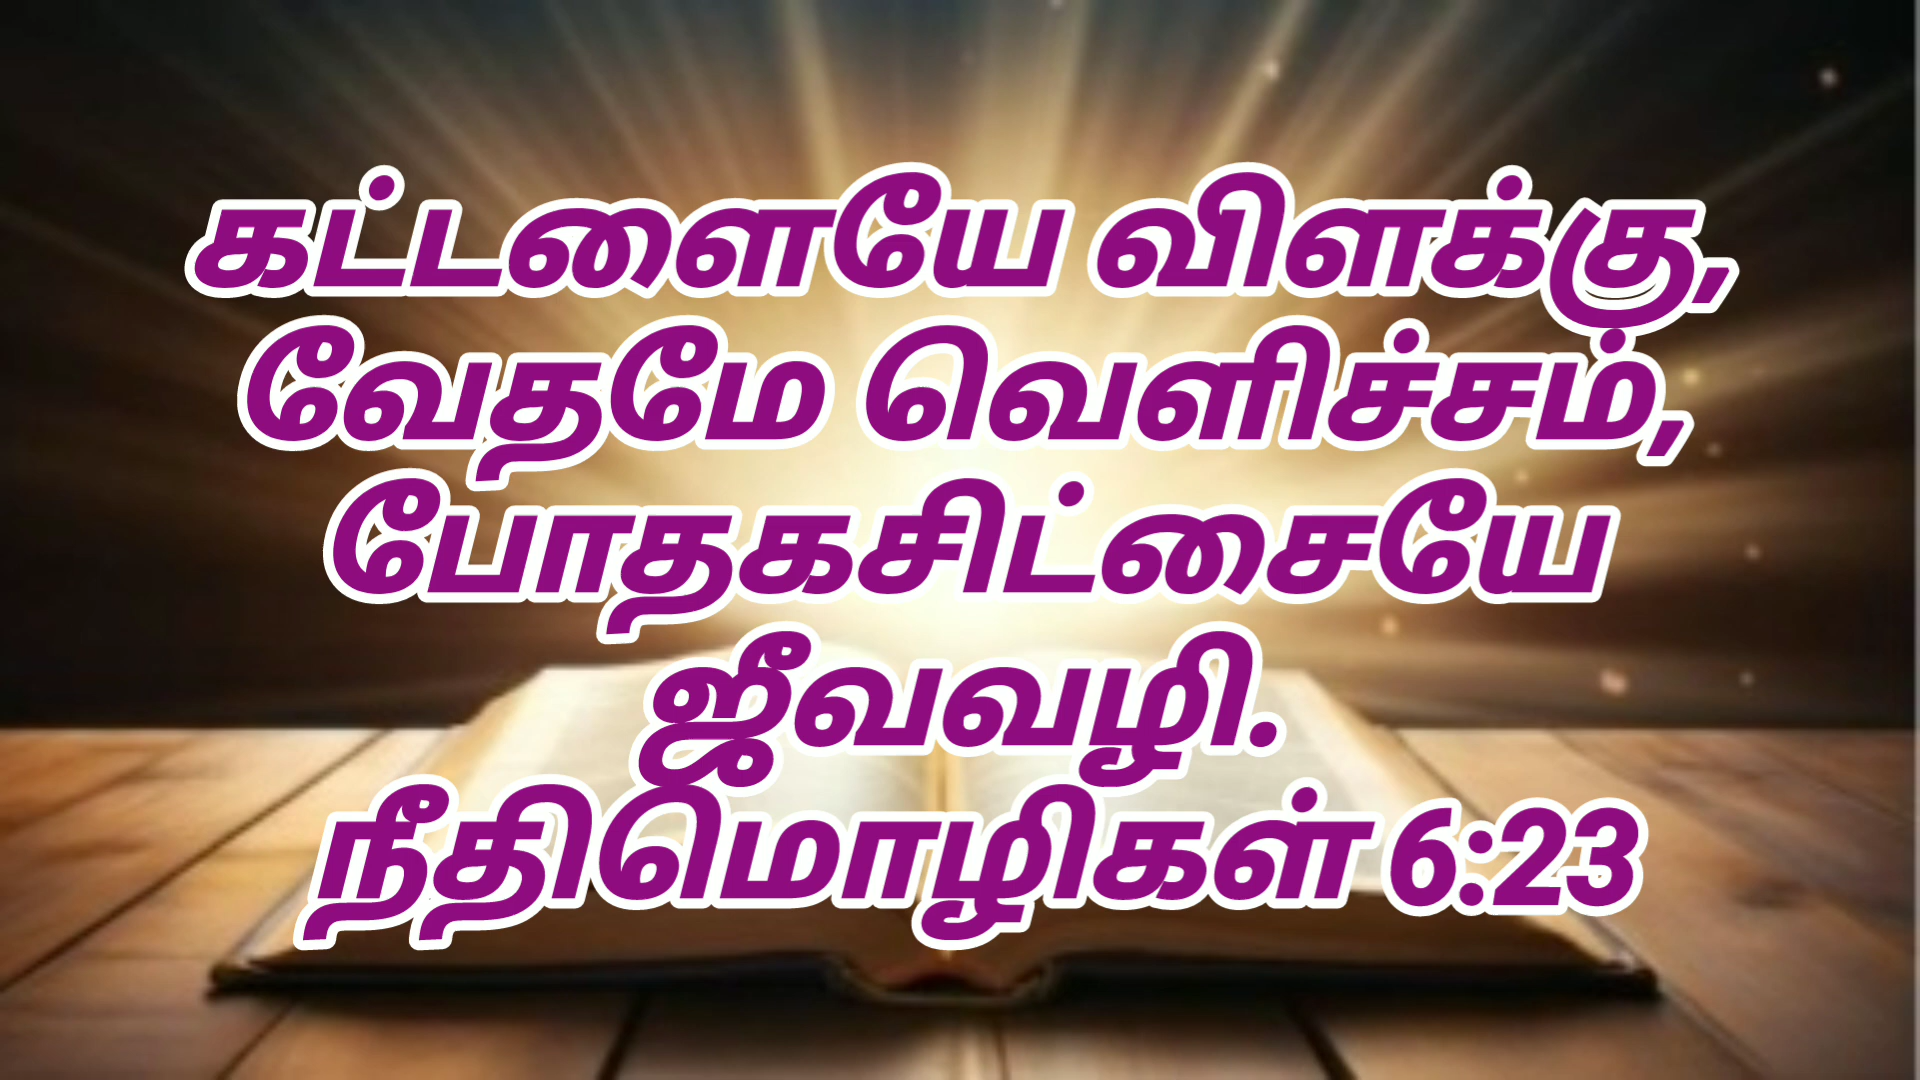 கட்டளையே விளக்கு,
வேதமே வெளிச்சம்,
போதகசிட்சையே
ஜீவவழி.
நீதிமொழிகள் 6:23